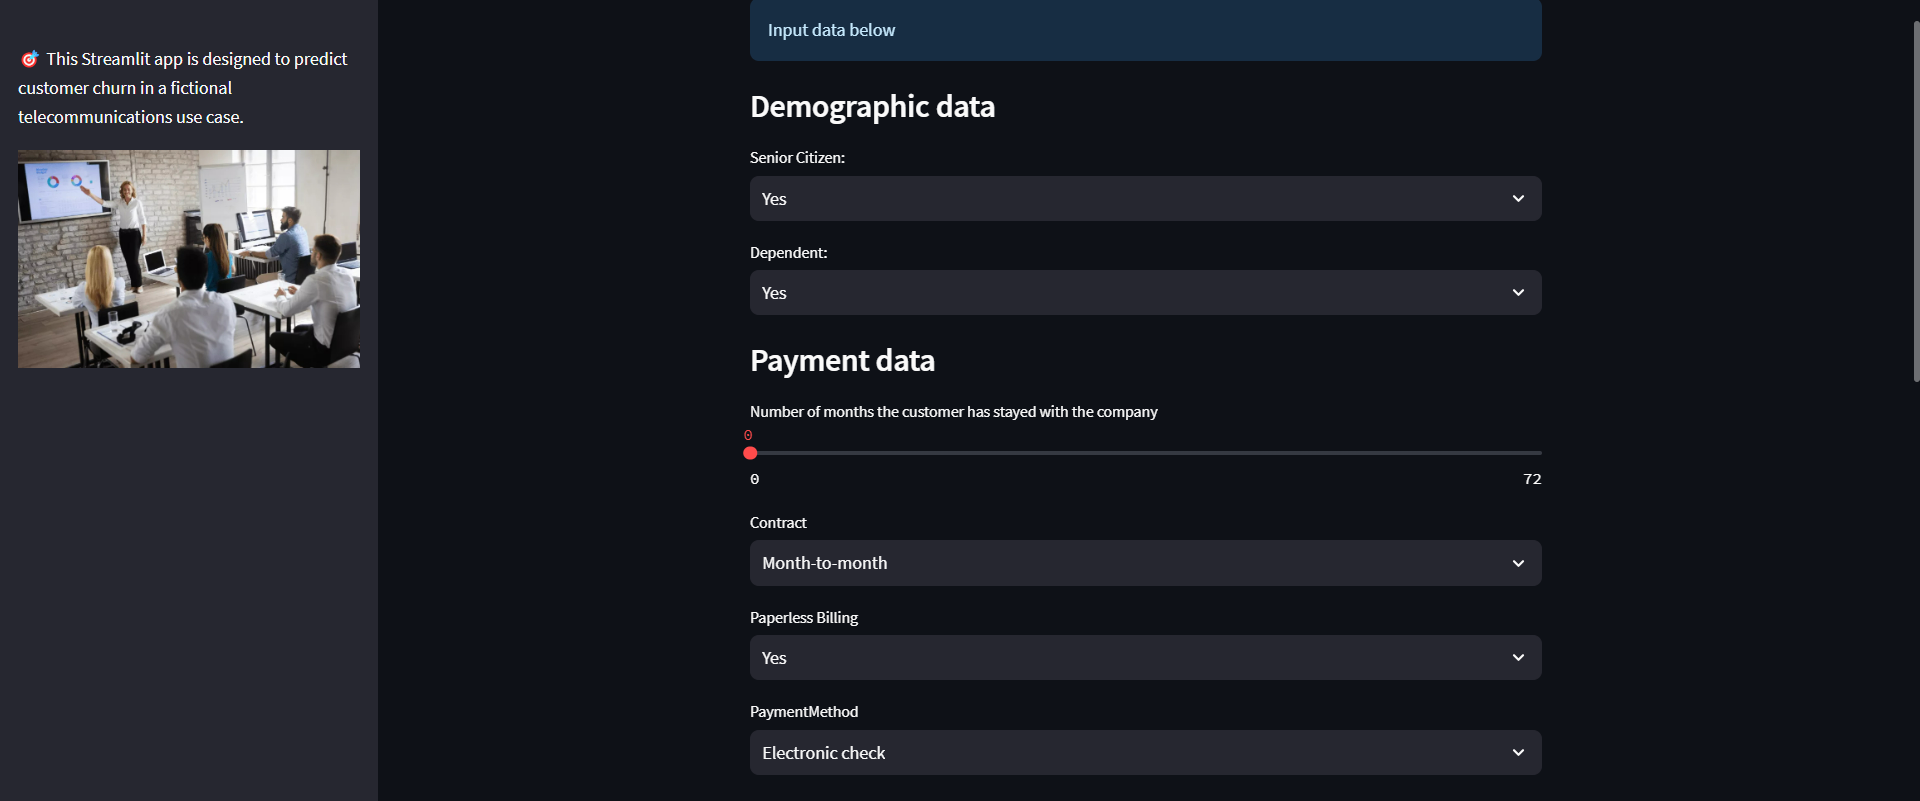 🎯 This Streamlit app is designed to predict
customer churn in a fictional
telecommunications use case.
Input data below
Demographic data
Senior Citizen:
Yes
Dependent:
Yes
Payment data
Number of months the customer has stayed with the company
0
0 72
Contract
Month-to-month
Paperless Billing
Yes
PaymentMethod
Electronic check